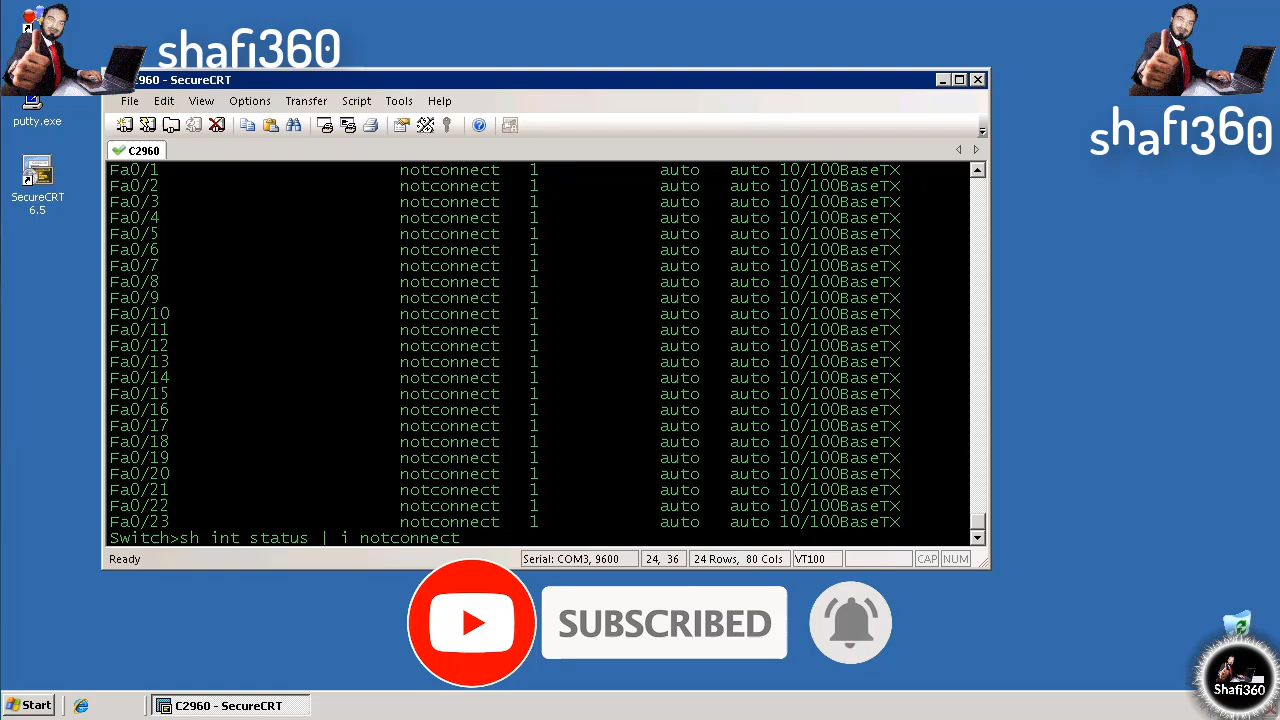 shafi360
shafi360
putty.exe
SecureCRT
6.5
C2960 - SecureCRT
File Edit View Options Transfer Script Tools Help
C2960
Fa0/1 notconnect 1 auto auto 10/100BaseTX
Fa0/2 notconnect 1 auto auto 10/100BaseTX
Fa0/3 notconnect 1 auto auto 10/100BaseTX
Fa0/4 notconnect 1 auto auto 10/100BaseTX
Fa0/5 notconnect 1 auto auto 10/100BaseTX
Fa0/6 notconnect 1 auto auto 10/100BaseTX
Fa0/7 notconnect 1 auto auto 10/100BaseTX
Fa0/8 notconnect 1 auto auto 10/100BaseTX
Fa0/9 notconnect 1 auto auto 10/100BaseTX
Fa0/10 notconnect 1 auto auto 10/100BaseTX
Fa0/11 notconnect 1 auto auto 10/100BaseTX
Fa0/12 notconnect 1 auto auto 10/100BaseTX
Fa0/13 notconnect 1 auto auto 10/100BaseTX
Fa0/14 notconnect 1 auto auto 10/100BaseTX
Fa0/15 notconnect 1 auto auto 10/100BaseTX
Fa0/16 notconnect 1 auto auto 10/100BaseTX
Fa0/17 notconnect 1 auto auto 10/100BaseTX
Fa0/18 notconnect 1 auto auto 10/100BaseTX
Fa0/19 notconnect 1 auto auto 10/100BaseTX
Fa0/20 notconnect 1 auto auto 10/100BaseTX
Fa0/21 notconnect 1 auto auto 10/100BaseTX
Fa0/22 notconnect 1 auto auto 10/100BaseTX
Fa0/23 notconnect 1 auto auto 10/100BaseTX
Switch>sh int status | i notconnect
Ready Serial: COM3, 9600 24, 36 24 Rows, 80 Cols VT100 CAP NUM
SUBSCRIBED
Shafi360
Start C2960 - SecureCRT